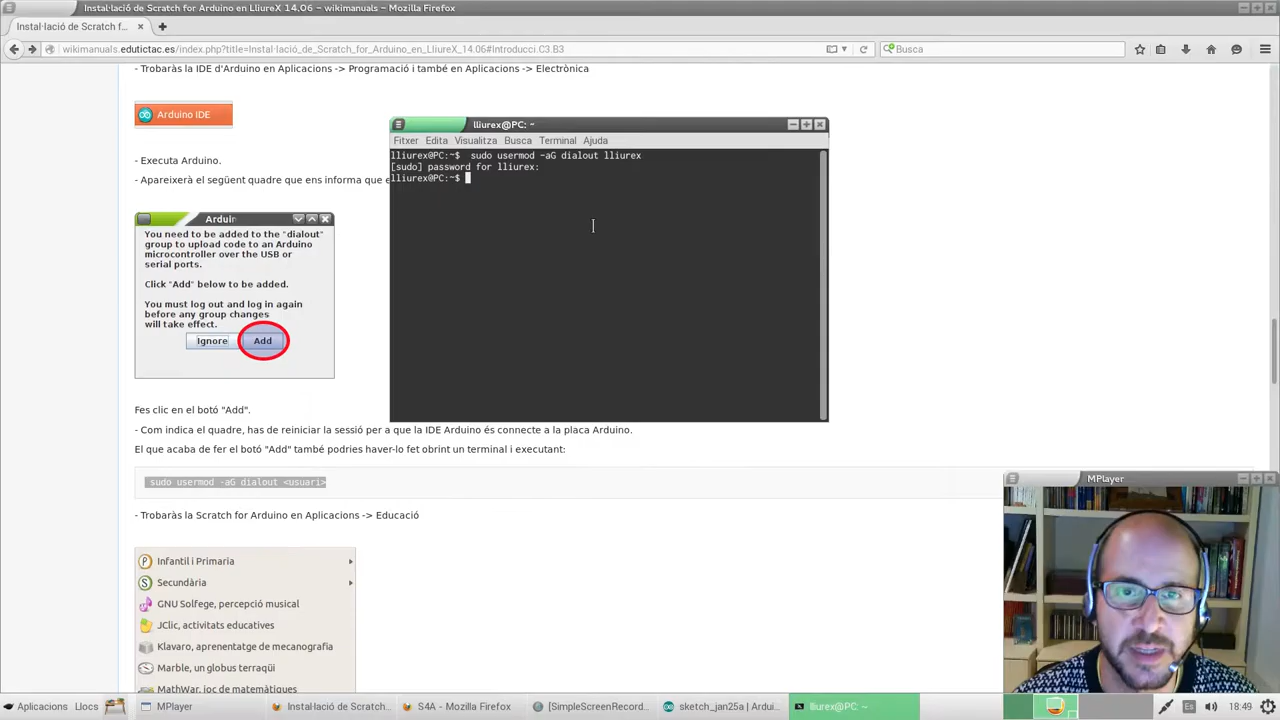 Instal·lació de Scratch for Arduino en LliureX 14.06 - wikimanuals - Mozilla Firefox
Instal·lació de Scratch f...
wikimanuals.edutictac.es/index.php?title=Instal·lació_de_Scratch_for_Arduino_en_LliureX_14.06#Introducci.C3.B3
Busca
- Trobaràs la IDE d'Arduino en Aplicacions -> Programació i també en Aplicacions -> Electrònica
Arduino IDE
- Executa Arduino.
- Apareixerà el següent quadre que ens informa que e
Arduin
You need to be added to the "dialout"
group to upload code to an Arduino
microcontroller over the USB or
serial ports.
Click "Add" below to be added.
You must log out and log in again
before any group changes
will take effect.
Ignore
Add
lliurex@PC: ~
Fitxer Edita Visualitza Busca Terminal Ajuda
lliurex@PC:~$ sudo usermod -aG dialout lliurex
[sudo] password for lliurex:
lliurex@PC:~$
Fes clic en el botó "Add".
- Com indica el quadre, has de reiniciar la sessió per a que la IDE Arduino és connecte a la placa Arduino.
El que acaba de fer el botó "Add" també podries haver-lo fet obrint un terminal i executant:
sudo usermod -aG dialout <usuari>
- Trobaràs la Scratch for Arduino en Aplicacions -> Educació
Infantil i Primaria
Secundària
GNU Solfege, percepció musical
JClic, activitats educatives
Klavaro, aprenentatge de mecanografia
Marble, un globus terraqüi
MathWar, joc de matemàtiques
MPlayer
Aplicacions Llocs
MPlayer
Instal·lació de Scratch...
S4A - Mozilla Firefox
[SimpleScreenRecord...
sketch_jan25a | Ardui...
lliurex@PC: ~
Es
18:49